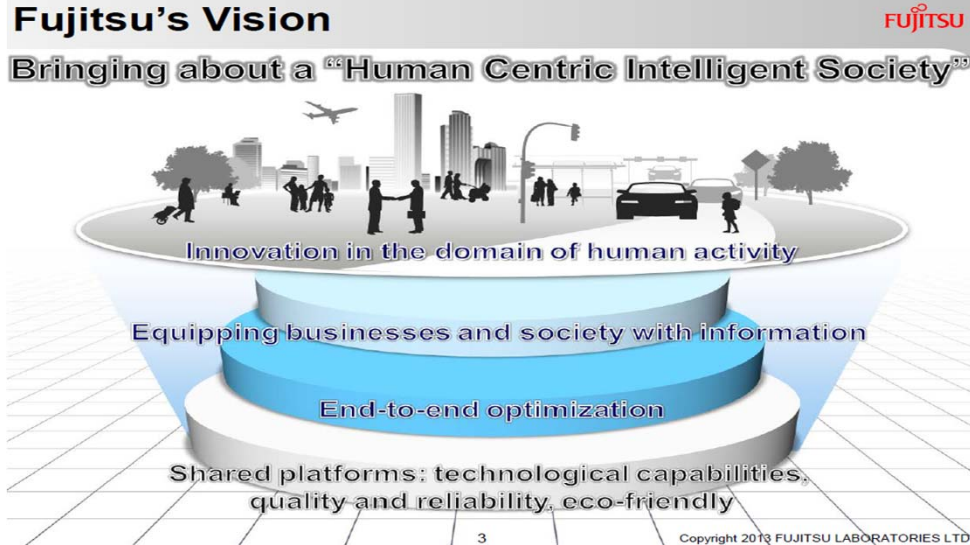 Fujitsu's Vision
FUJITSU
Bringing about a “Human Centric Intelligent Society”
Innovation in the domain of human activity
Equipping businesses and society with information
End-to-end optimization
Shared platforms: technological capabilities,
quality and reliability, eco-friendly
3
Copyright 2013 FUJITSU LABORATORIES LTD